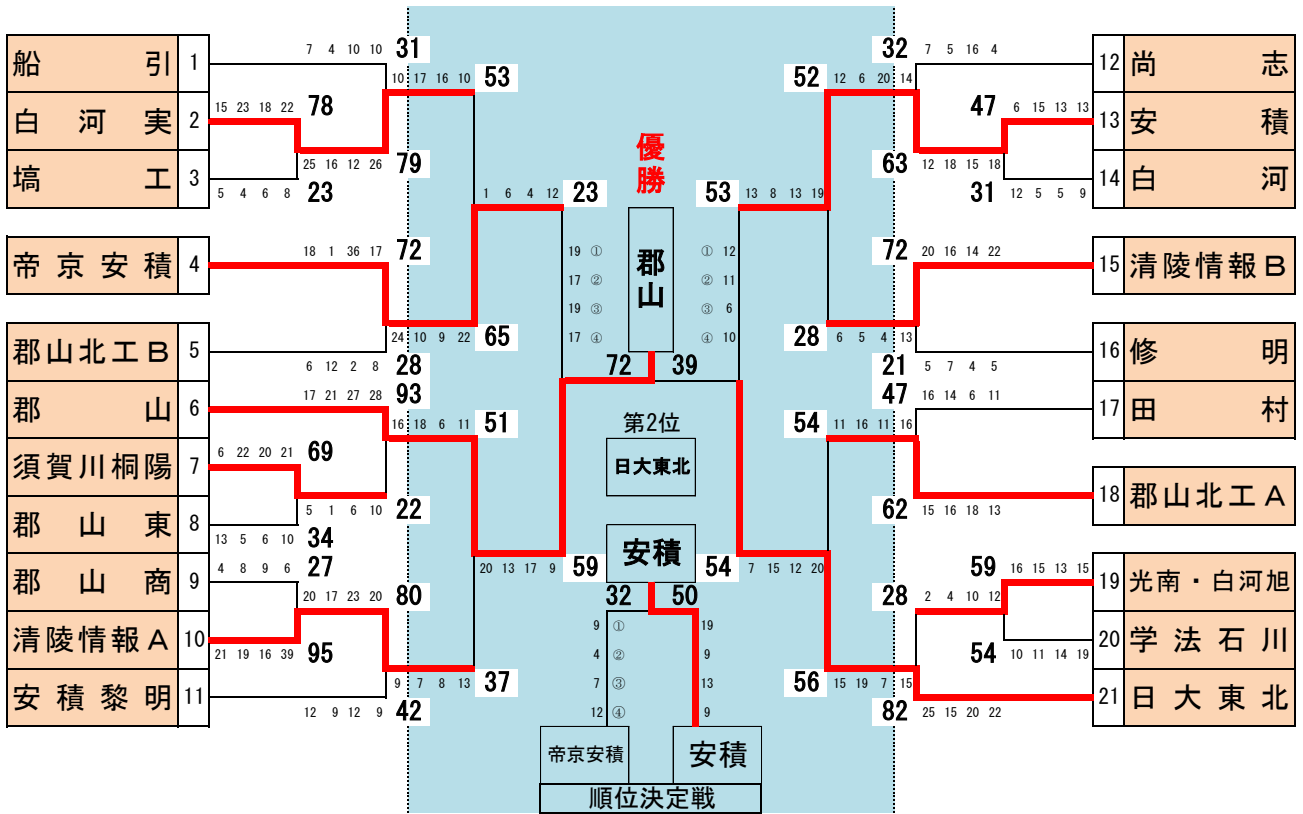 船引 1
7 4 10 10 31
10 17 16 10 53
白河実 2
15 23 18 22 78
25 16 12 26 79
塙工 3
5 4 6 8 23
1 6 4 12 23
帝京安積 4
18 1 36 17 72
24 10 9 22 65
郡山北工B 5
6 12 2 8 28
郡山 6
17 21 27 28 93
16 18 6 11 51
須賀川桐陽 7
6 22 20 21 69
5 1 6 10 22
郡山東 8
13 5 6 10 34
20 13 17 9 59
郡山商 9
4 8 9 6 27
20 17 23 20 80
清陵情報A 10
21 19 16 39 95
9 7 8 13 37
安積黎明 11
12 9 12 9 42
優勝
郡山
19 ① ① 12
17 ② ② 11
19 ③ ③ 6
17 ④ ④ 10
72 39
第2位
日大東北
安積
32 50
9 ① 19
4 ② 9
7 ③ 13
12 ④ 9
帝京安積 安積
順位決定戦
32 7 5 16 4
12 尚志
52 12 6 20 14
47 6 15 13 13
13 安積
63 12 18 15 18
31 12 5 5 9
14 白河
53 13 8 13 19
72 20 16 14 22
15 清陵情報B
28 6 5 4 13
21 5 7 4 5
16 修明
47 16 14 6 11
17 田村
54 11 16 11 16
62 15 16 18 13
18 郡山北工A
54 7 15 12 20
59 16 15 13 15
19 光南・白河旭
28 2 4 10 12
54 10 11 14 19
20 学法石川
56 15 19 7 15
82 25 15 20 22
21 日大東北